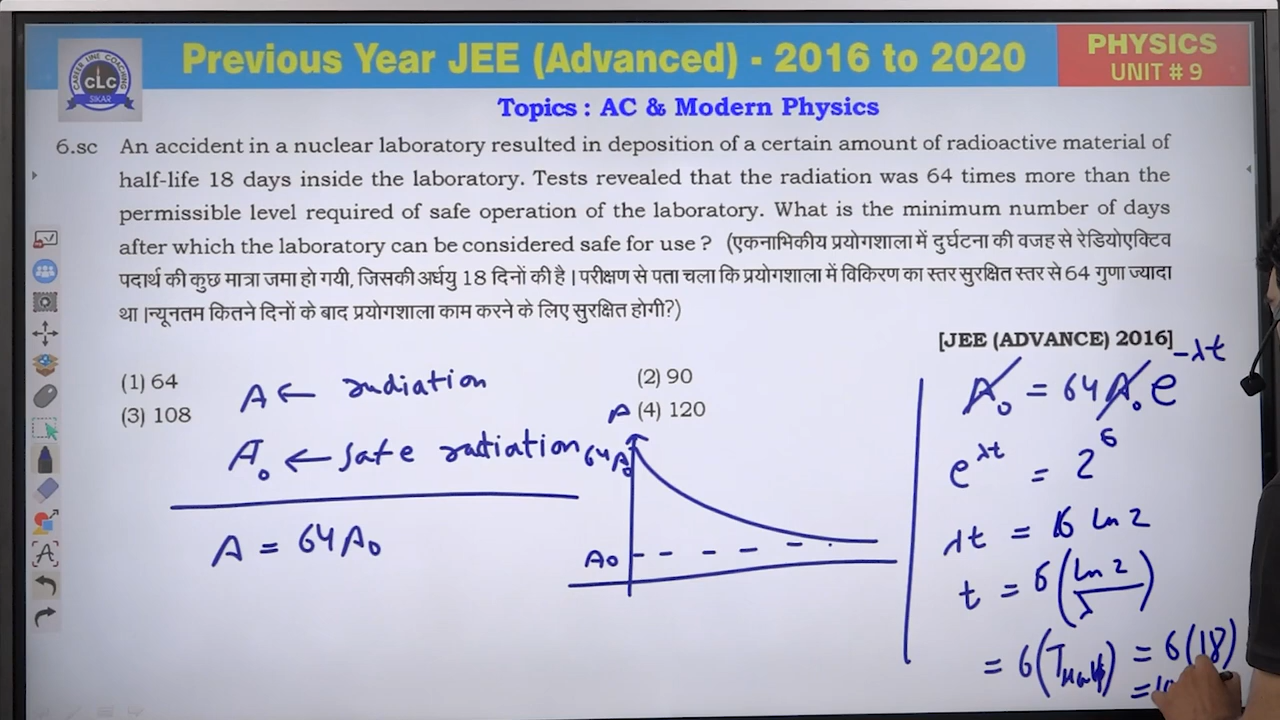 Previous Year JEE (Advanced) - 2016 to 2020
PHYSICS
UNIT # 9
CAREER LINE COACHING
CLC
SIKAR
Topics : AC & Modern Physics
6.sc An accident in a nuclear laboratory resulted in deposition of a certain amount of radioactive material of
half-life 18 days inside the laboratory. Tests revealed that the radiation was 64 times more than the
permissible level required of safe operation of the laboratory. What is the minimum number of days
after which the laboratory can be considered safe for use ? (एकनाभिकीय प्रयोगशाला में दुर्घटना की वजह से रेडियोएक्टिव
पदार्थ की कुछ मात्रा जमा हो गयी, जिसकी अर्धयु 18 दिनों की है। परीक्षण से पता चला कि प्रयोगशाला में विकिरण का स्तर सुरक्षित स्तर से 64 गुणा ज्यादा
था ।न्यूनतम कितने दिनों के बाद प्रयोगशाला काम करने के लिए सुरक्षित होगी?)
[JEE (ADVANCE) 2016]
(1) 64 (2) 90
(3) 108 (4) 120
A ← radiation
A₀ ← safe radiation
A = 64A₀
A
64A₀
A₀
A₀ = 64A₀e^-λt
e^λt = 2^6
λt = 6 ln 2
t = 6(ln 2/λ)
= 6(THalf) = 6(18)